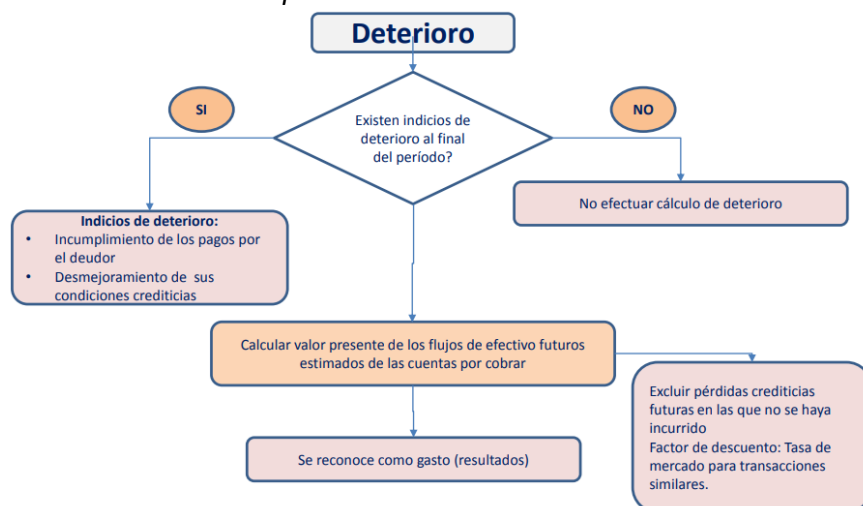 Deterioro
SI
NO
Existen indicios de
deterioro al final
del período?
No efectuar cálculo de deterioro
Indicios de deterioro:
• Incumplimiento de los pagos por
el deudor
• Desmejoramiento de sus
condiciones crediticias
Calcular valor presente de los flujos de efectivo futuros
estimados de las cuentas por cobrar
Excluir pérdidas crediticias
futuras en las que no se haya
incurrido
Factor de descuento: Tasa de
mercado para transacciones
similares.
Se reconoce como gasto (resultados)